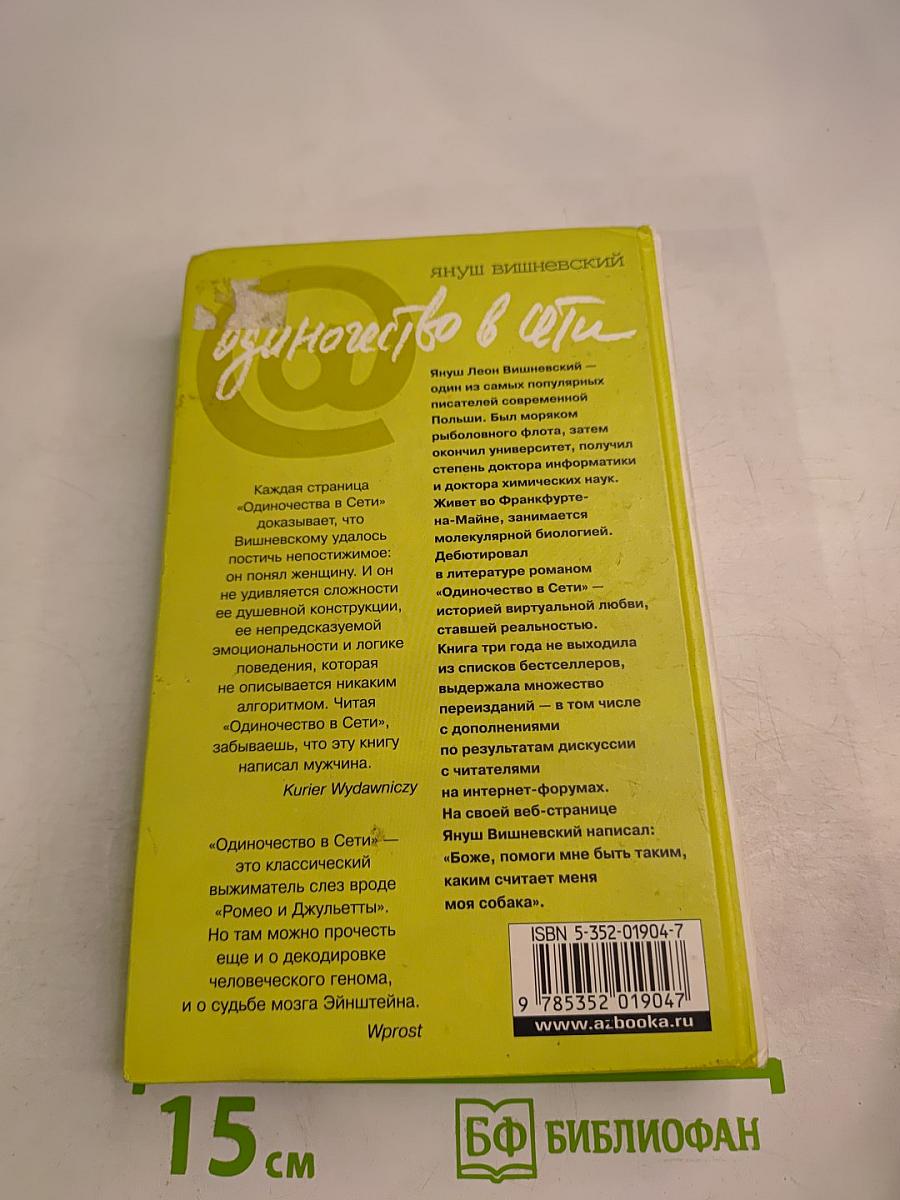 ЯНУШ ВИШНЕВСКИЙ
@
одиночество в сети
Януш Леон Вишневский —
один из самых популярных
писателей современной
Польши. Был моряком
рыболовного флота, затем
окончил университет, получил
степень доктора информатики
и доктора химических наук.
Живет во Франкфурте-
на-Майне, занимается
молекулярной биологией.
Дебютировал
в литературе романом
«Одиночество в Сети» —
историей виртуальной любви,
ставшей реальностью.
Книга три года не выходила
из списков бестселлеров,
выдержала множество
переизданий — в том числе
с дополнениями
по результатам дискуссии
с читателями
на интернет-форумах.
На своей веб-странице
Януш Вишневский написал:
«Боже, помоги мне быть таким,
каким считает меня
моя собака».
Каждая страница
«Одиночества в Сети»
доказывает, что
Вишневскому удалось
постичь непостижимое:
он понял женщину. И он
не удивляется сложности
ее душевной конструкции,
ее непредсказуемой
эмоциональности и логике
поведения, которая
не описывается никаким
алгоритмом. Читая
«Одиночество в Сети»,
забываешь, что эту книгу
написал мужчина.
Kurier Wydawniczy
«Одиночество в Сети» —
это классический
выжиматель слез вроде
«Ромео и Джульетты».
Но там можно прочесть
еще и о декодировке
человеческого генома,
и о судьбе мозга Эйнштейна.
Wprost
ISBN 5-352-01904-7
9 785352 019047
www.azbooka.ru
15 см
БФ БИБЛИОФАН